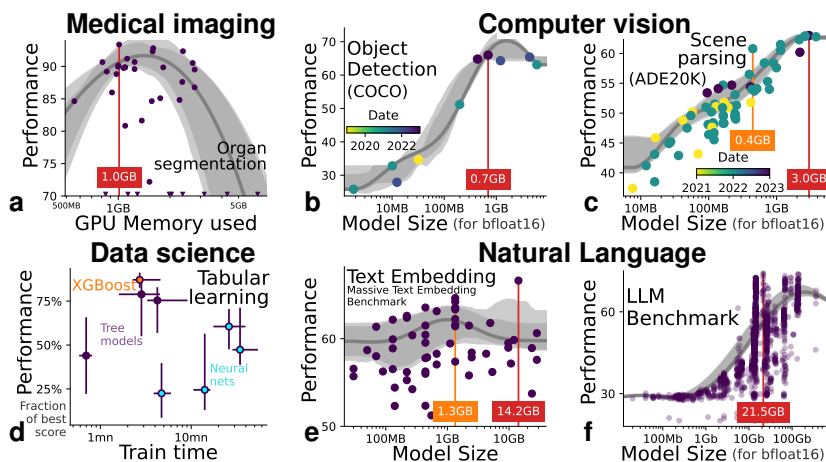 Medical imaging
Computer vision
Performance
90
85
80
75
70
Organ
segmentation
1.0GB
500MB
1GB
5GB
GPU Memory used
a
Performance
70
60
50
40
30
Object
Detection
(COCO)
Date
2020
2022
0.7GB
10MB
100MB
1GB
Model Size (for bfloat16)
b
Performance
60
55
50
45
40
Scene
parsing
(ADE20K)
0.4GB
Date
2021
2022
2023
3.0GB
10MB
100MB
1GB
Model Size (for bfloat16)
c
Data science
Natural Language
Performance
75%
50%
25%
Fraction
of best
score
XGBoost
Tabular
learning
Tree
models
Neural
nets
1mn
10mn
Train time
d
Performance
70
60
50
Text Embedding
Massive Text Embedding
Benchmark
1.3GB
14.2GB
100MB
1GB
10GB
Model Size
e
Performance
60
30
LLM
Benchmark
21.5GB
100Mb
1Gb
10Gb
100Gb
Model Size (for bfloat16)
f